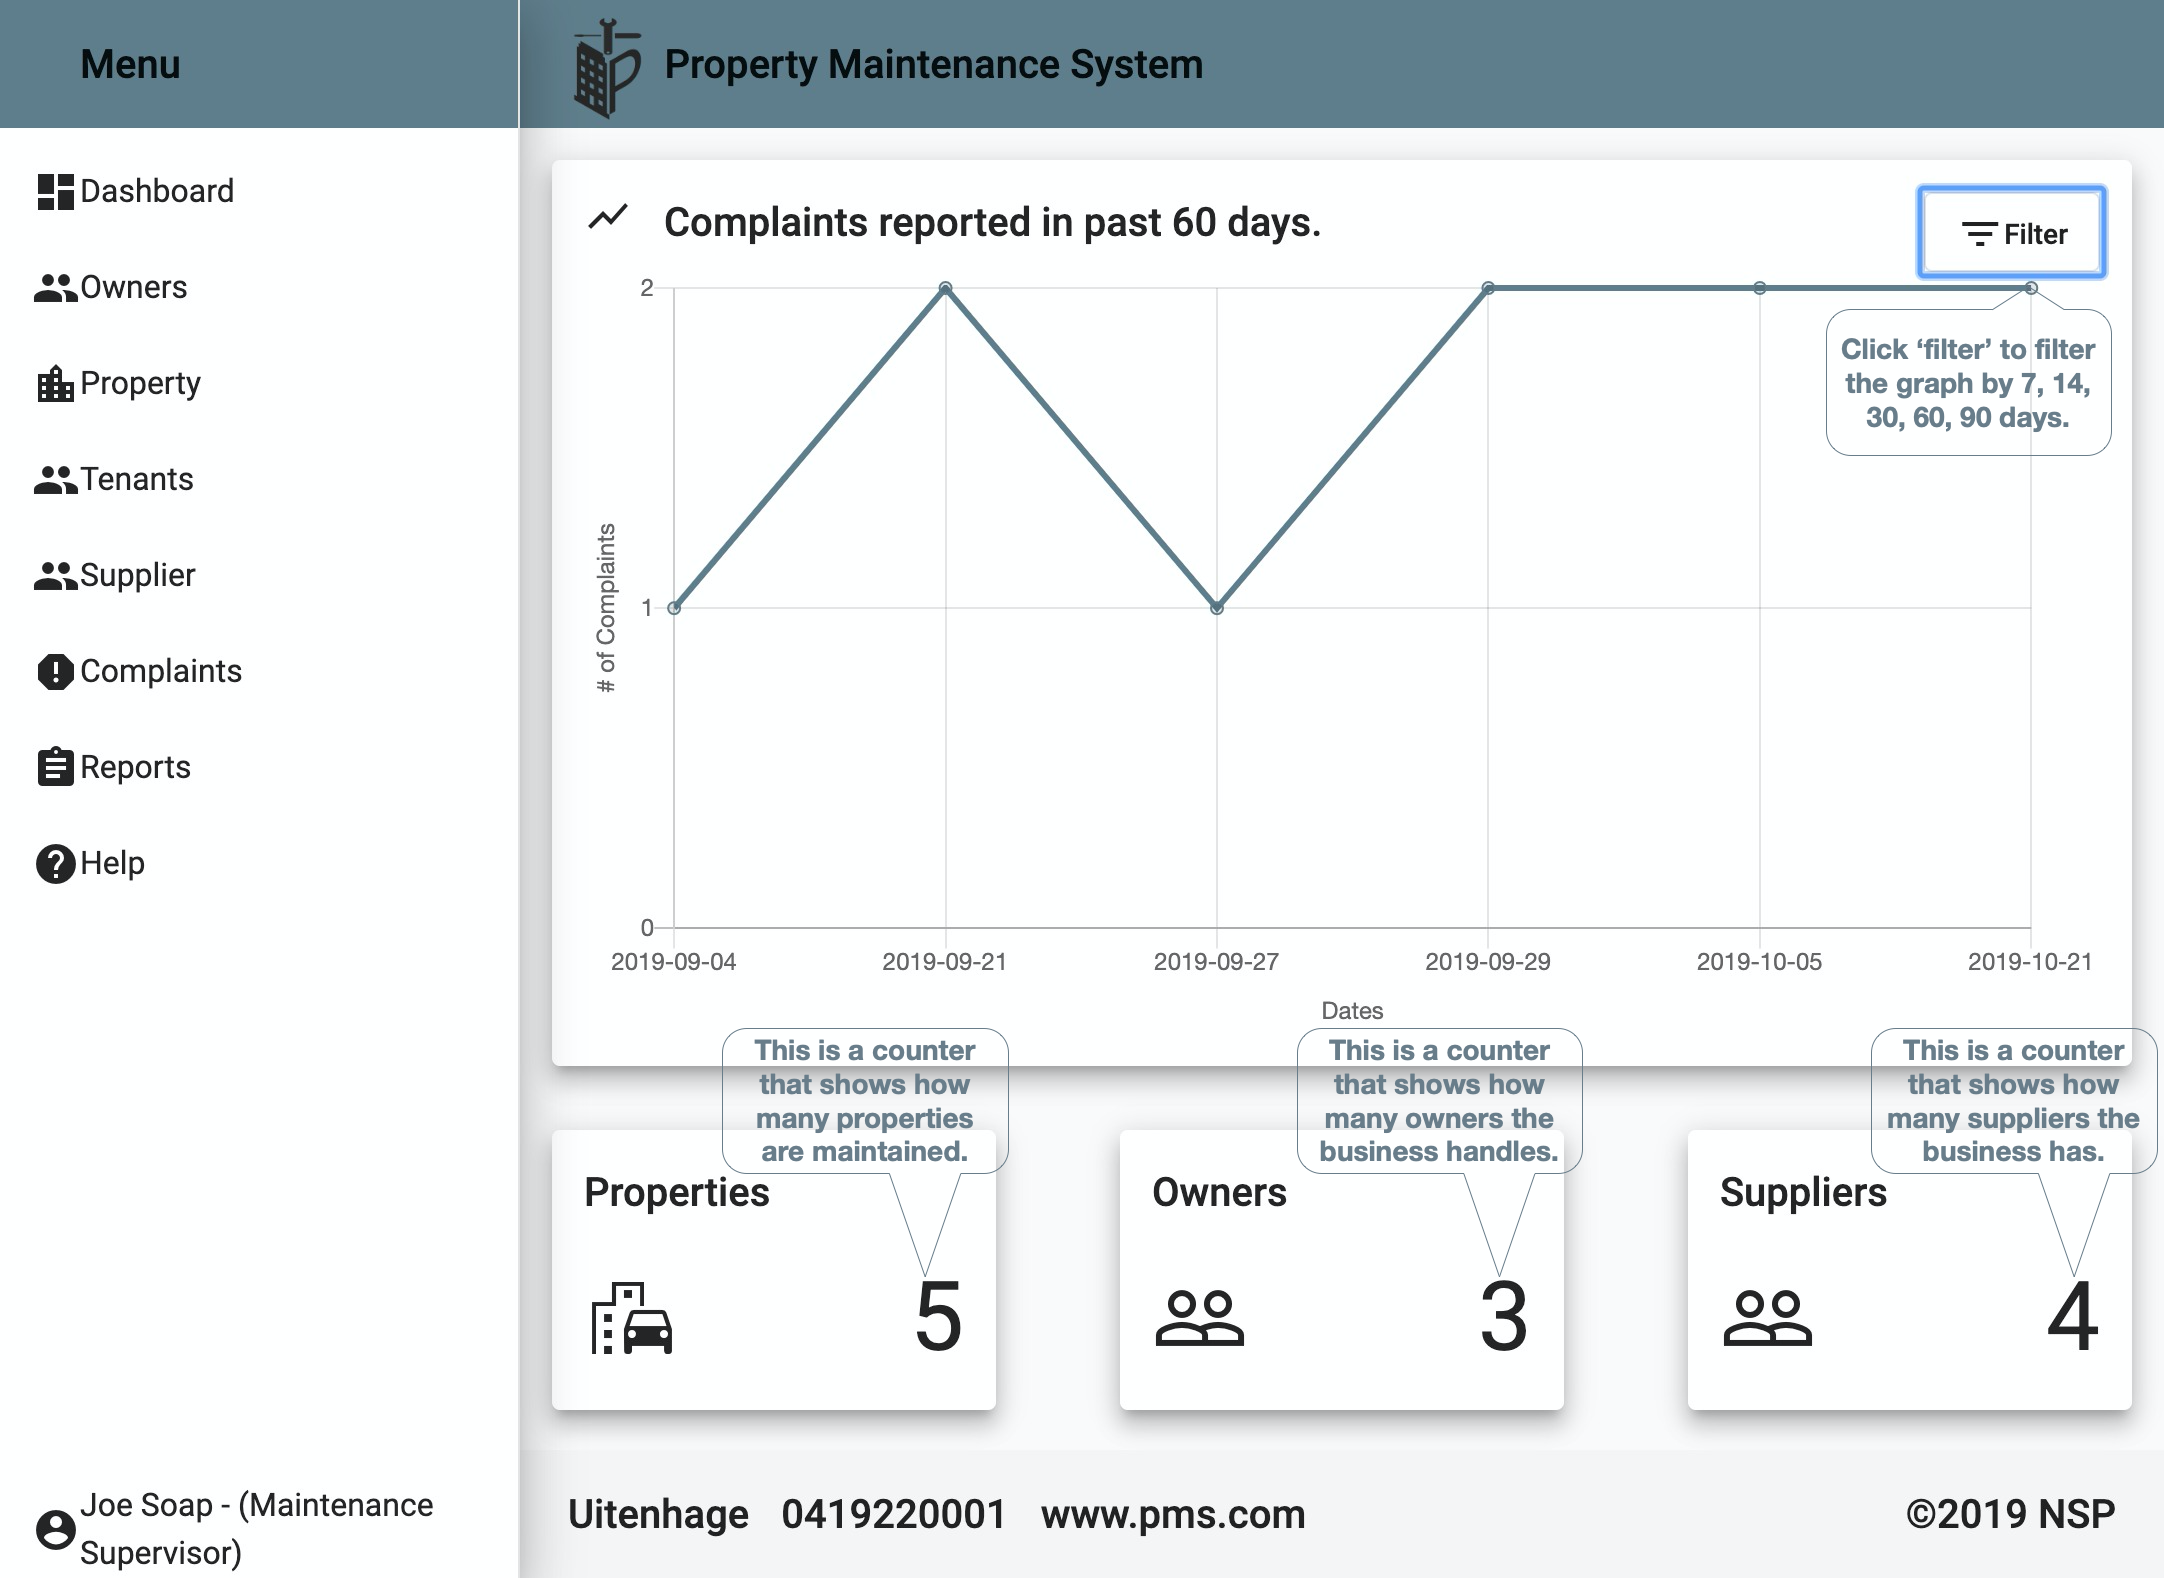 Menu
Property Maintenance System
Dashboard
Owners
Property
Tenants
Supplier
Complaints
Reports
Help
Joe Soap - (Maintenance
Supervisor)
Complaints reported in past 60 days.
Filter
Click ‘filter’ to filter
the graph by 7, 14,
30, 60, 90 days.
# of Complaints
2
1
0
2019-09-04
2019-09-21
2019-09-27
2019-09-29
2019-10-05
2019-10-21
Dates
This is a counter
that shows how
many properties
are maintained.
Properties
5
This is a counter
that shows how
many owners the
business handles.
Owners
3
This is a counter
that shows how
many suppliers the
business has.
Suppliers
4
Uitenhage 0419220001 www.pms.com
©2019 NSP